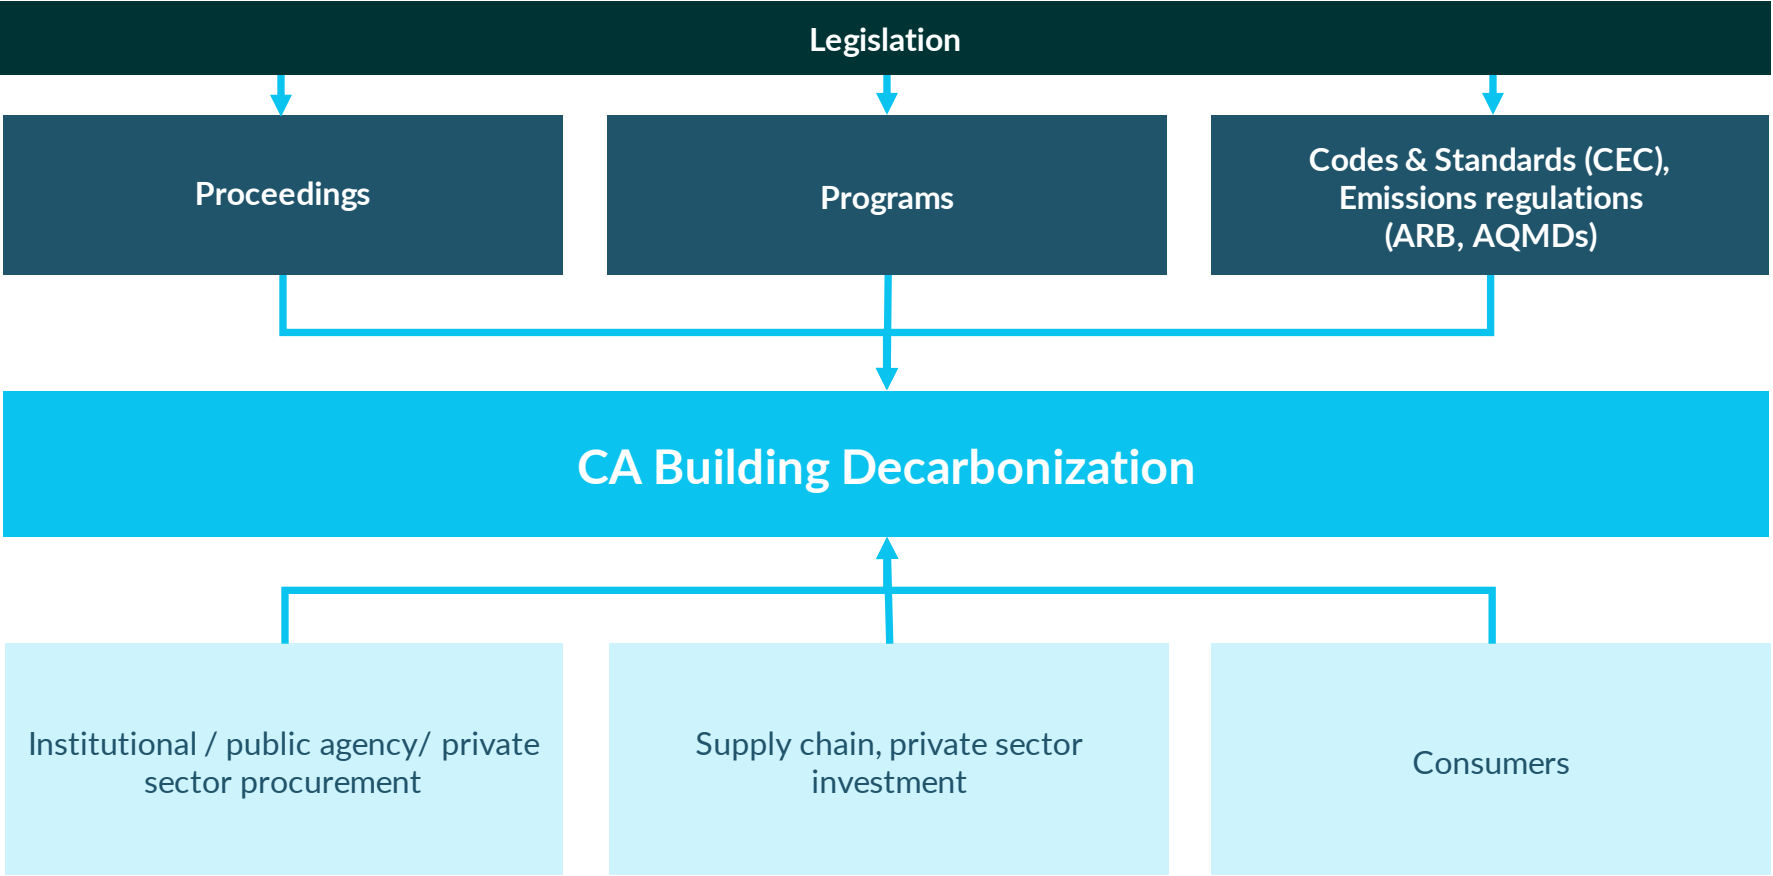 Legislation
Proceedings
Programs
Codes & Standards (CEC),
Emissions regulations
(ARB, AQMDs)
CA Building Decarbonization
Institutional / public agency/ private
sector procurement
Supply chain, private sector
investment
Consumers